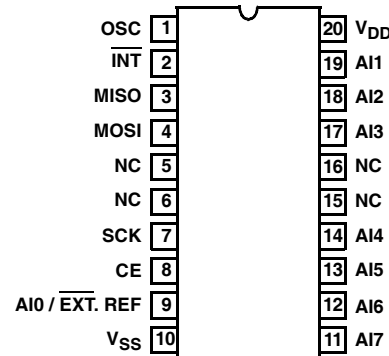 OSC 1 20 VDD
INT 2 19 AI1
MISO 3 18 AI2
MOSI 4 17 AI3
NC 5 16 NC
NC 6 15 NC
SCK 7 14 AI4
CE 8 13 AI5
AI0 / EXT. REF 9 12 AI6
VSS 10 11 AI7